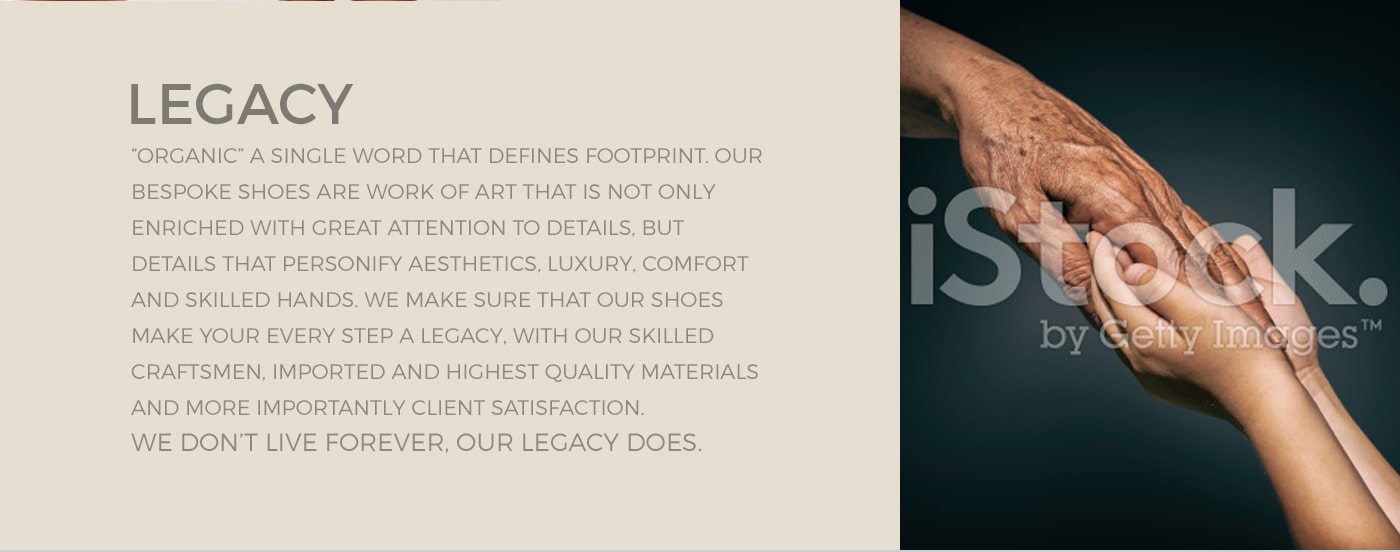 LEGACY
“ORGANIC” A SINGLE WORD THAT DEFINES FOOTPRINT. OUR
BESPOKE SHOES ARE WORK OF ART THAT IS NOT ONLY
ENRICHED WITH GREAT ATTENTION TO DETAILS, BUT
DETAILS THAT PERSONIFY AESTHETICS, LUXURY, COMFORT
AND SKILLED HANDS. WE MAKE SURE THAT OUR SHOES
MAKE YOUR EVERY STEP A LEGACY, WITH OUR SKILLED
CRAFTSMEN, IMPORTED AND HIGHEST QUALITY MATERIALS
AND MORE IMPORTANTLY CLIENT SATISFACTION.
WE DON’T LIVE FOREVER, OUR LEGACY DOES.
iStock.
by Getty Images™